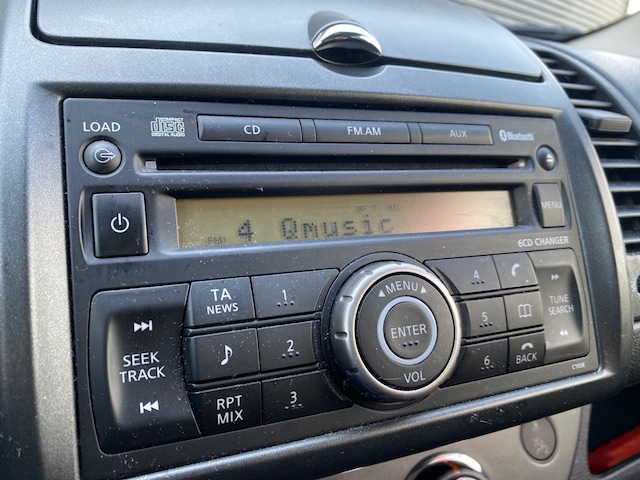 LOAD
COMPACT
disc
DIGITAL AUDIO
CD
FM.AM
AUX
Bluetooth
MENU
4 Qmusic
6CD CHANGER
SEEK
TRACK
TA
NEWS
RPT
MIX
1
2
3
MENU
ENTER
VOL
4
5
6
BACK
TUNE
SEARCH